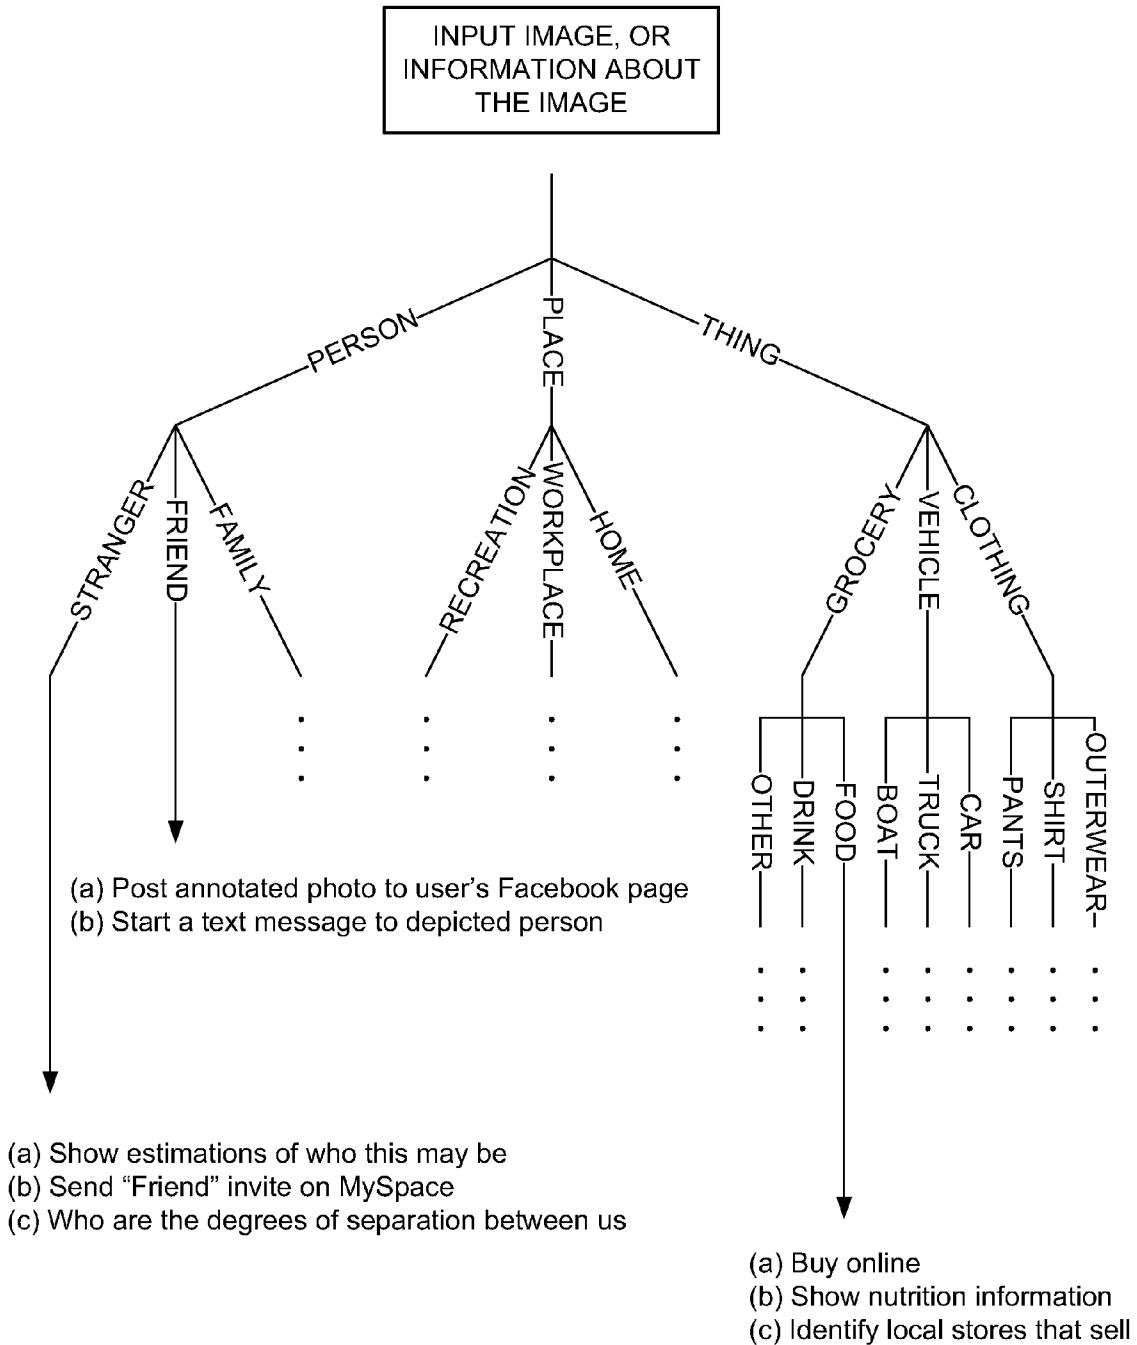 INPUT IMAGE, OR
INFORMATION ABOUT
THE IMAGE
PERSON
PLACE
THING
STRANGER
FRIEND
FAMILY
RECREATION
WORKPLACE
HOME
GROCERY
VEHICLE
CLOTHING
OTHER
DRINK
FOOD
BOAT
TRUCK
CAR
PANTS
SHIRT
OUTERWEAR
(a) Post annotated photo to user’s Facebook page
(b) Start a text message to depicted person
(a) Show estimations of who this may be
(b) Send “Friend” invite on MySpace
(c) Who are the degrees of separation between us
(a) Buy online
(b) Show nutrition information
(c) Identify local stores that sell